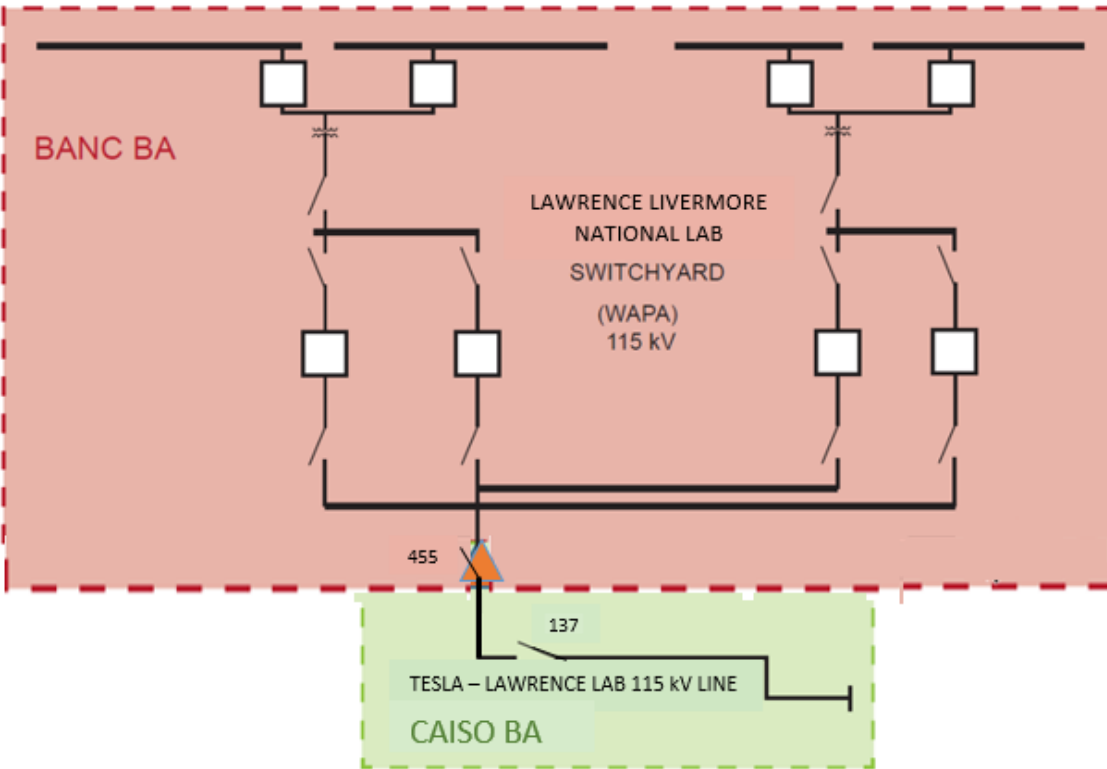 BANC BA
LAWRENCE LIVERMORE
NATIONAL LAB
SWITCHYARD
(WAPA)
115 kV
455
137
TESLA – LAWRENCE LAB 115 kV LINE
CAISO BA